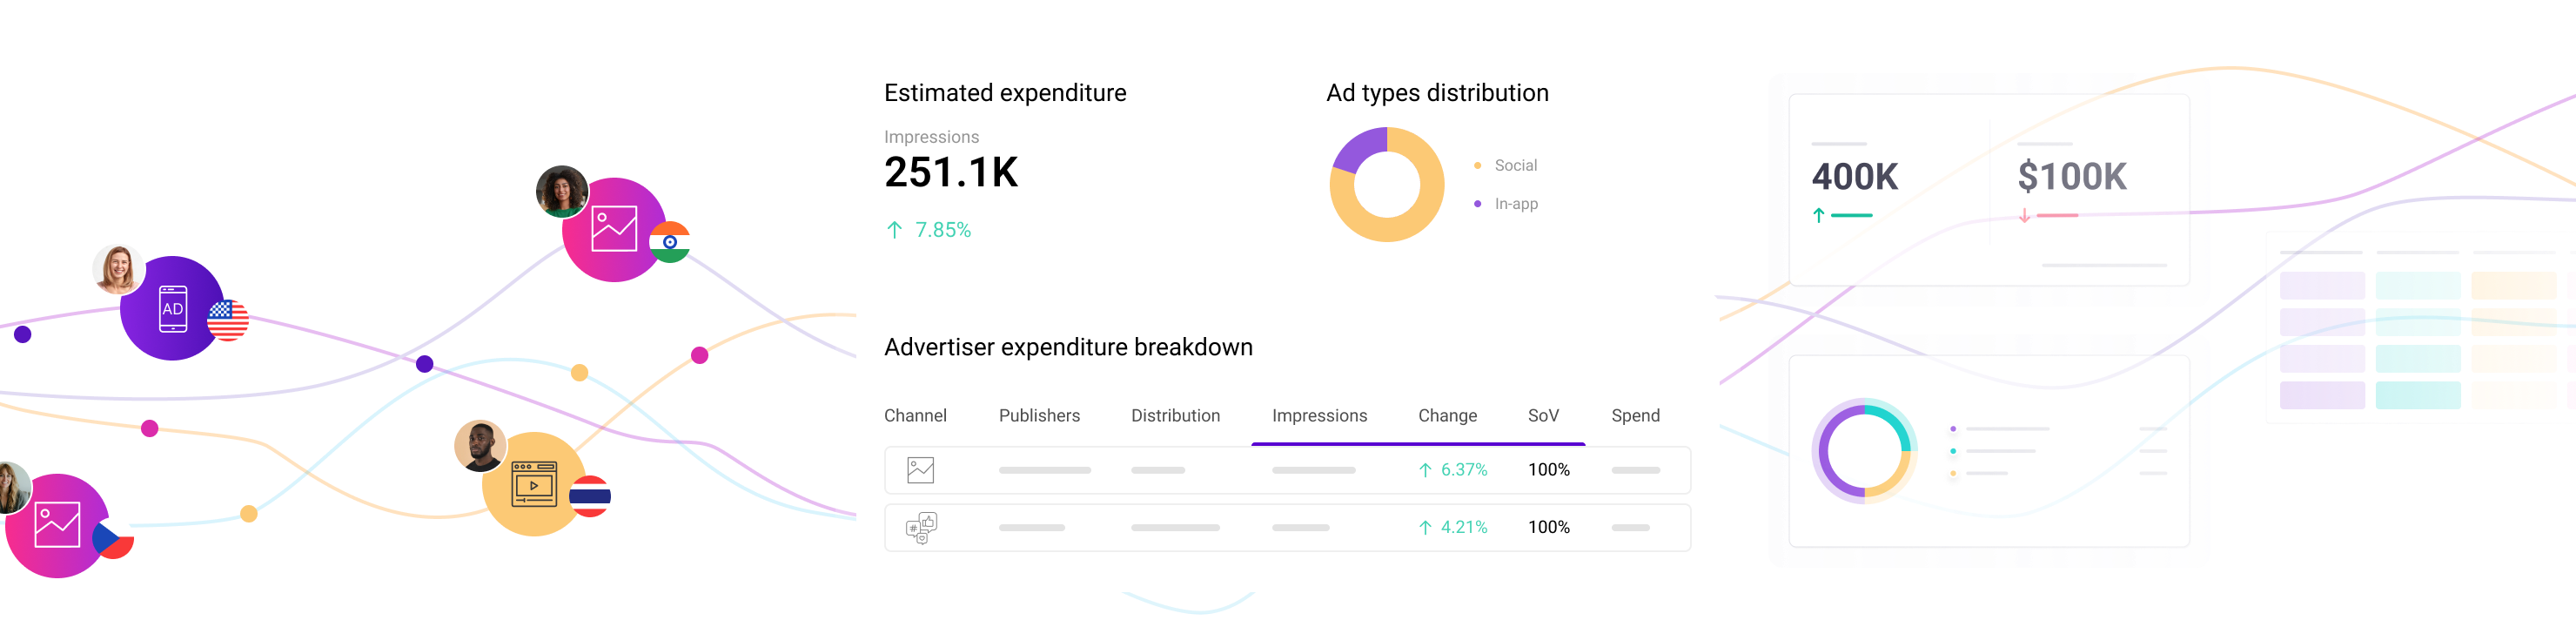 AD
Estimated expenditure
Impressions
251.1K
↑ 7.85%
Ad types distribution
Social
In-app
Advertiser expenditure breakdown
Channel Publishers Distribution Impressions Change SoV Spend
↑ 6.37% 100%
# ↑ 4.21% 100%
400K $100K